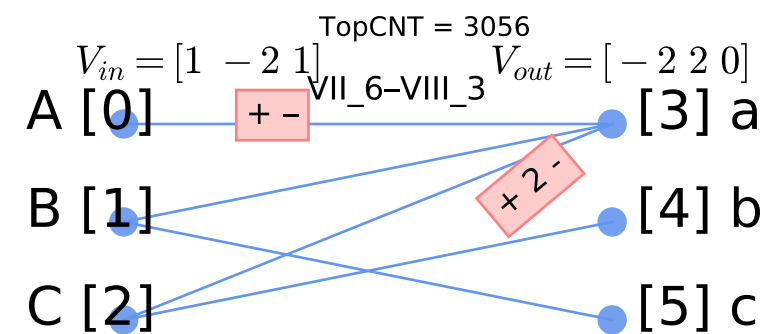 TopCNT = 3056
V_in = [1 − 2 1]
V_out = [− 2 2 0]
VII_6–VIII_3
A [0]
+ –
[3] a
+ 2 -
B [1]
[4] b
C [2]
[5] c